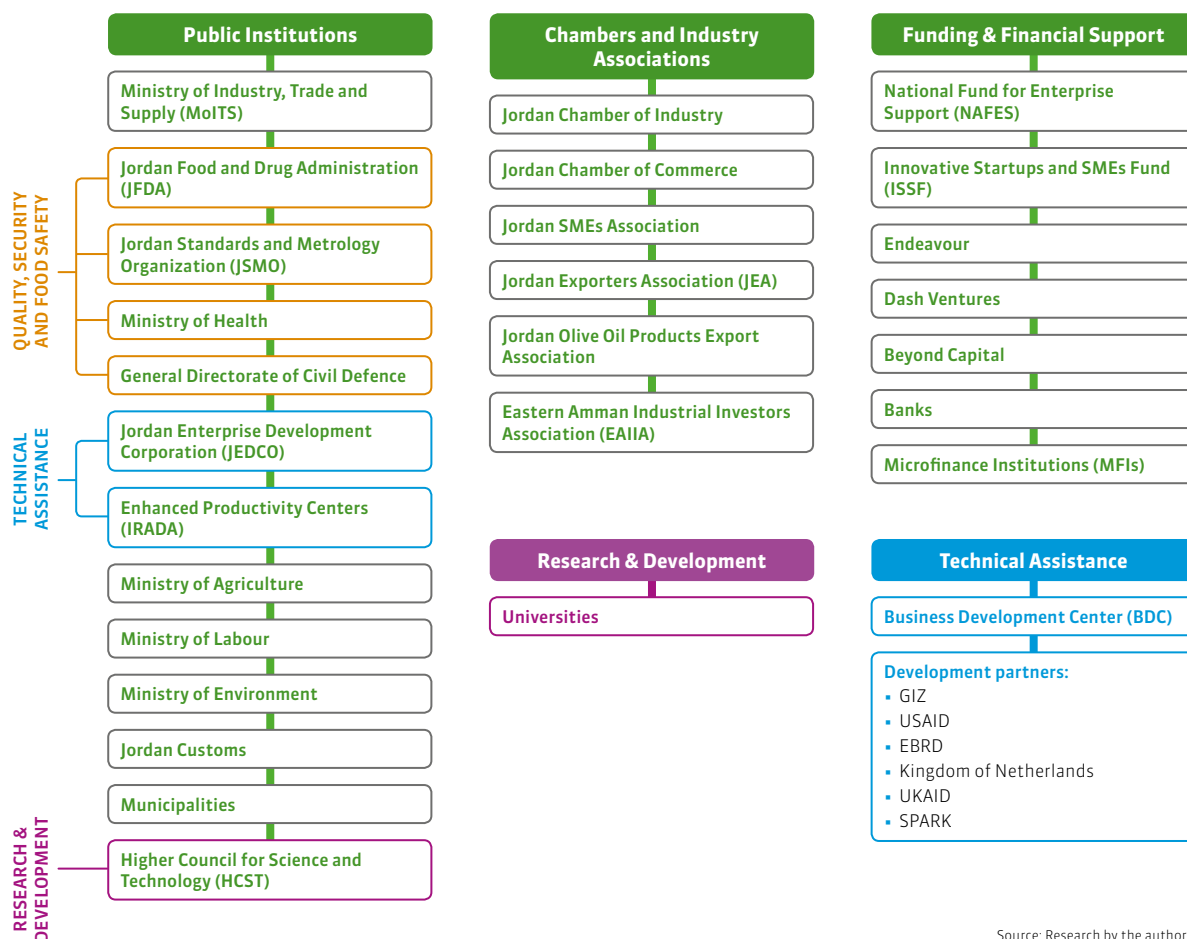 Public Institutions
Ministry of Industry, Trade and
Supply (MoITS)
Jordan Food and Drug Administration
(JFDA)
Jordan Standards and Metrology
Organization (JSMO)
Ministry of Health
General Directorate of Civil Defence
Jordan Enterprise Development
Corporation (JEDCO)
Enhanced Productivity Centers
(IRADA)
Ministry of Agriculture
Ministry of Labour
Ministry of Environment
Jordan Customs
Municipalities
Higher Council for Science and
Technology (HCST)
QUALITY, SECURITY
AND FOOD SAFETY
TECHNICAL
ASSISTANCE
RESEARCH &
DEVELOPMENT
Chambers and Industry
Associations
Jordan Chamber of Industry
Jordan Chamber of Commerce
Jordan SMEs Association
Jordan Exporters Association (JEA)
Jordan Olive Oil Products Export
Association
Eastern Amman Industrial Investors
Association (EAIIA)
Research & Development
Universities
Funding & Financial Support
National Fund for Enterprise
Support (NAFES)
Innovative Startups and SMEs Fund
(ISSF)
Endeavour
Dash Ventures
Beyond Capital
Banks
Microfinance Institutions (MFIs)
Technical Assistance
Business Development Center (BDC)
Development partners:
▪ GIZ
▪ USAID
▪ EBRD
▪ Kingdom of Netherlands
▪ UKAID
▪ SPARK
Source: Research by the author